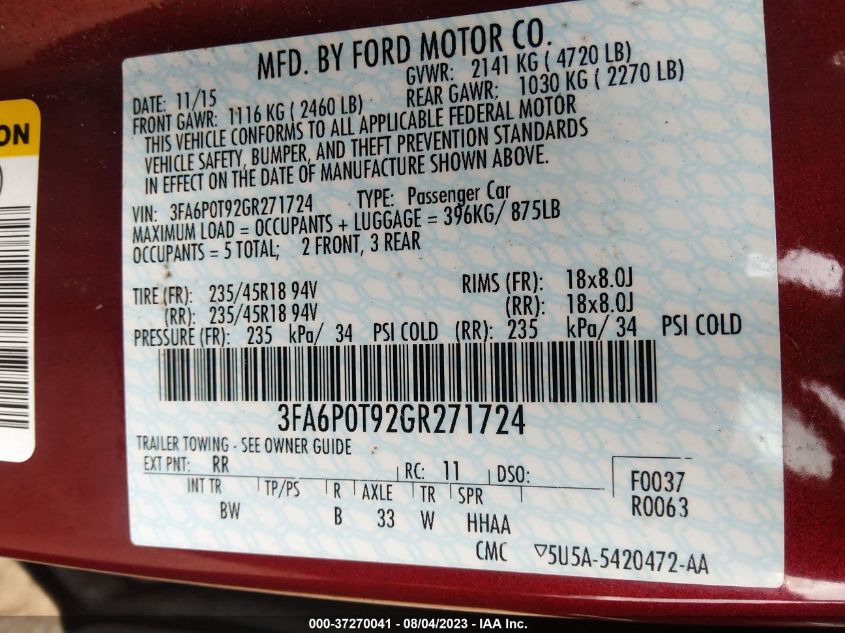 MFD. BY FORD MOTOR CO.
DATE: 11/15 GVWR: 2141 KG ( 4720 LB)
FRONT GAWR: 1116 KG ( 2460 LB) REAR GAWR: 1030 KG ( 2270 LB)
THIS VEHICLE CONFORMS TO ALL APPLICABLE FEDERAL MOTOR
VEHICLE SAFETY, BUMPER, AND THEFT PREVENTION STANDARDS
IN EFFECT ON THE DATE OF MANUFACTURE SHOWN ABOVE.
VIN: 3FA6P0T92GR271724 TYPE: Passenger Car
MAXIMUM LOAD = OCCUPANTS + LUGGAGE = 396KG/ 875LB
OCCUPANTS = 5 TOTAL; 2 FRONT, 3 REAR
TIRE (FR): 235/45R18 94V RIMS (FR): 18x8.0J
(RR): 235/45R18 94V (RR): 18x8.0J
PRESSURE (FR): 235 kPa/ 34 PSI COLD (RR): 235 kPa/ 34 PSI COLD
3FA6P0T92GR271724
TRAILER TOWING - SEE OWNER GUIDE
EXT PNT: RR RC: 11 DSO: F0037
INT TR TP/PS R AXLE TR SPR R0063
BW B 33 W HHAA
CMC ▽5U5A-5420472-AA
ON
000-37270041 - 08/04/2023 - IAA Inc.